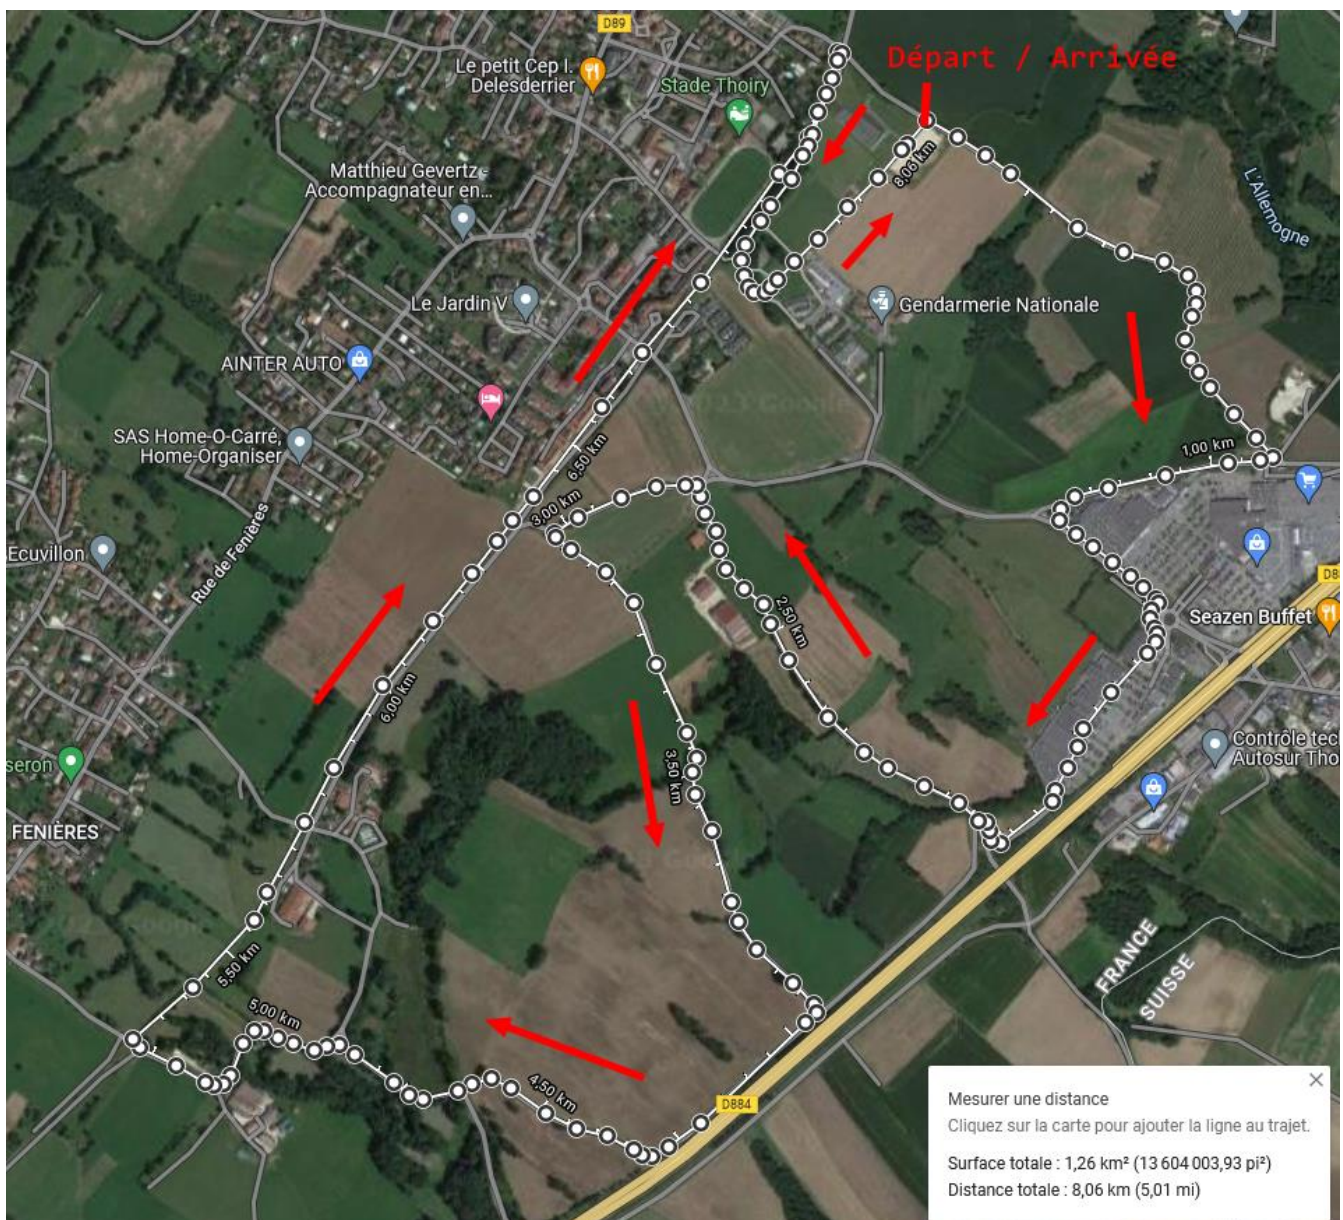 D89
Départ / Arrivée
Le petit Cep I.
Delesderrier
Stade Thoiry
8,06 km
Matthieu Gevertz -
Accompagnateur en...
L'Allemogne
Le Jardin V
Gendarmerie Nationale
AINTER AUTO
SAS Home-O-Carré,
Home-Organiser
6,50 km
1,00 km
3,00 km
Ecuvillon
Rue de Fenières
D8
2,50 km
Seazen Buffet
6,00 km
seron
3,50 km
Contrôle tec
Autosur Tho
FENIÈRES
5,50 km
FRANCE
SUISSE
5,00 km
4,50 km
D884
Mesurer une distance
Cliquez sur la carte pour ajouter la ligne au trajet.
Surface totale : 1,26 km² (13 604 003,93 pi²)
Distance totale : 8,06 km (5,01 mi)